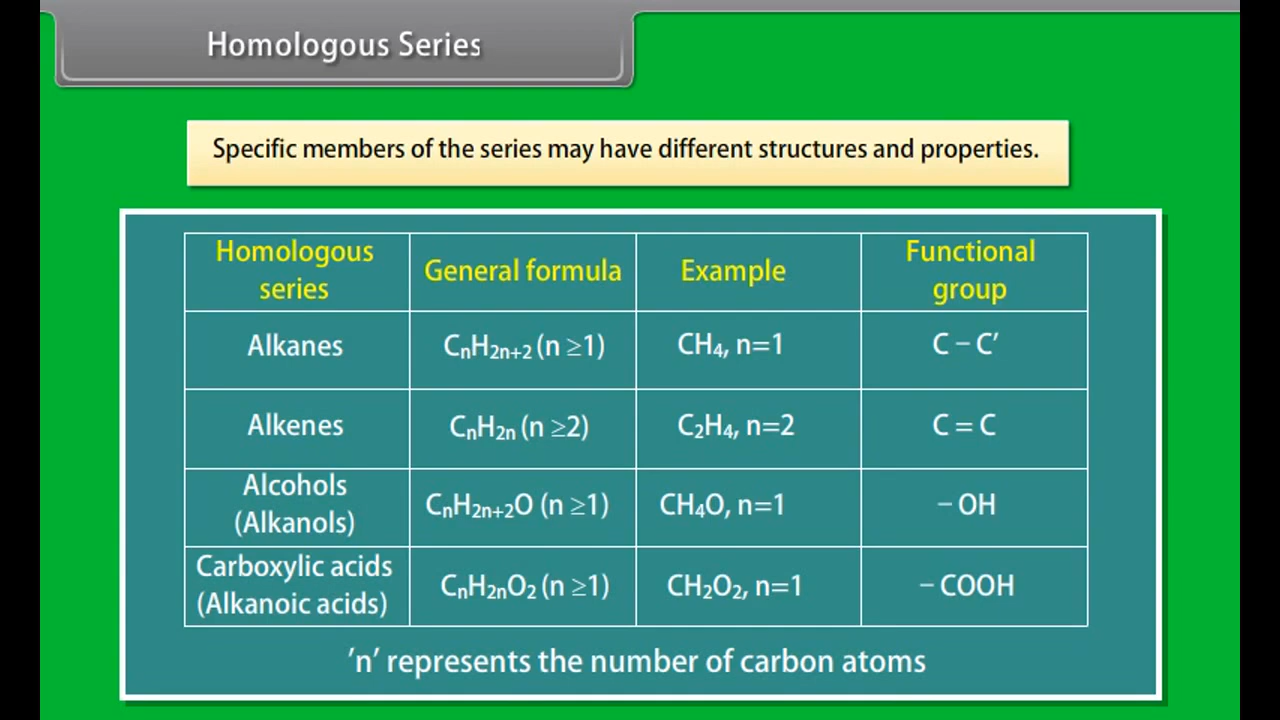 Homologous Series
Specific members of the series may have different structures and properties.
Homologous series
General formula
Example
Functional group
Alkanes
CₙH₂ₙ₊₂ (n ≥1)
CH₄, n=1
C – C′
Alkenes
CₙH₂ₙ (n ≥2)
C₂H₄, n=2
C = C
Alcohols (Alkanols)
CₙH₂ₙ₊₂O (n ≥1)
CH₄O, n=1
– OH
Carboxylic acids (Alkanoic acids)
CₙH₂ₙO₂ (n ≥1)
CH₂O₂, n=1
– COOH
′n′ represents the number of carbon atoms